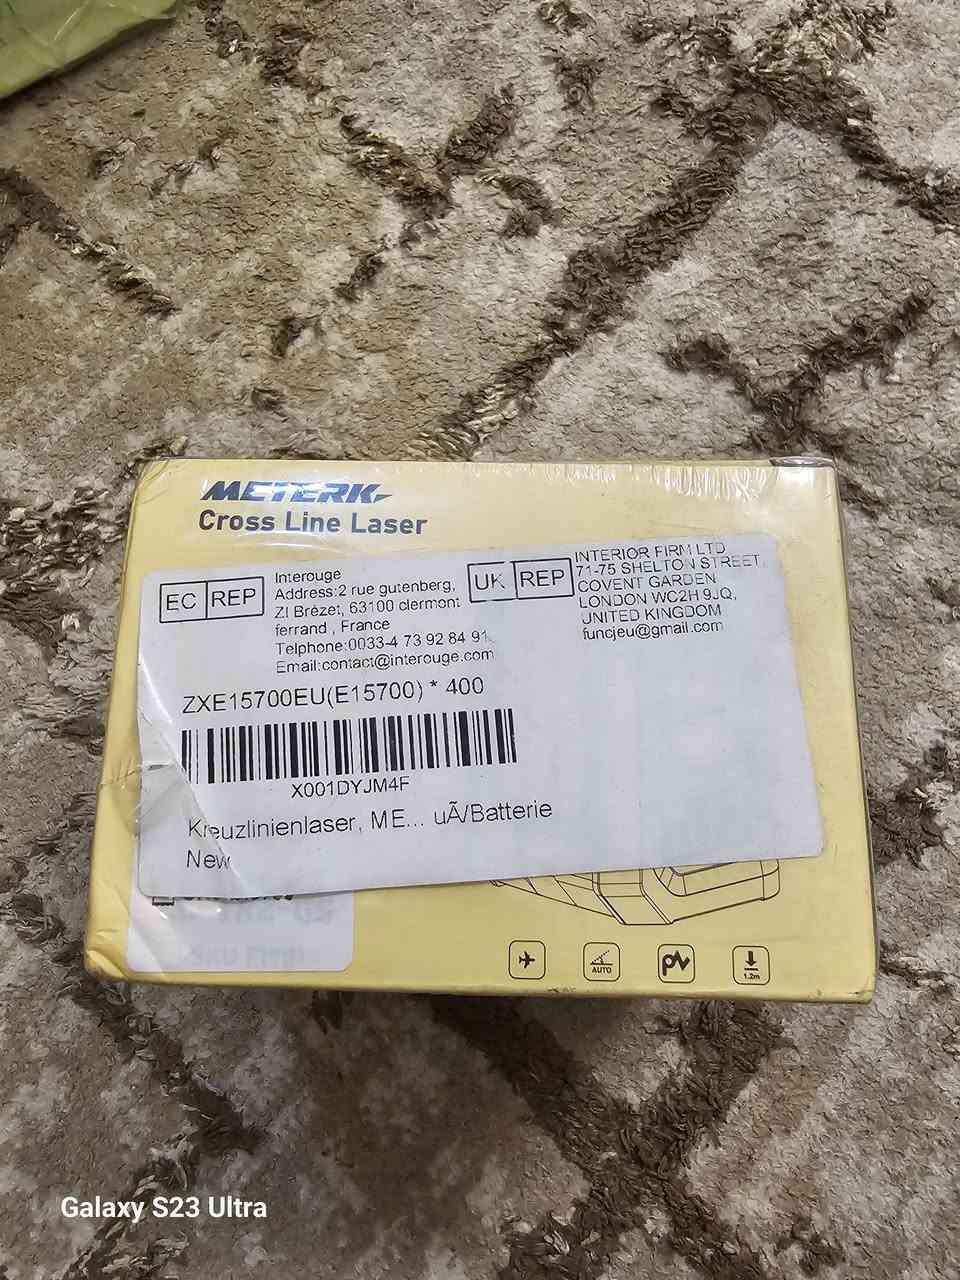 METERK
Cross Line Laser
EC REP
Interouge
Address:2 rue gutenberg,
ZI Brèzet, 63100 clermont
ferrand , France
Telphone:0033-4 73 92 84 91
Email:contact@interouge.com
UK REP
INTERIOR FIRM LTD
71-75 SHELTON STREET,
COVENT GARDEN
LONDON WC2H 9JQ,
UNITED KINGDOM
funcjeu@gmail.com
ZXE15700EU(E15700) * 400
X001DYJM4F
Kreuzlinienlaser, ME... uÃ/Batterie
New
AUTO
1.2m
Galaxy S23 Ultra